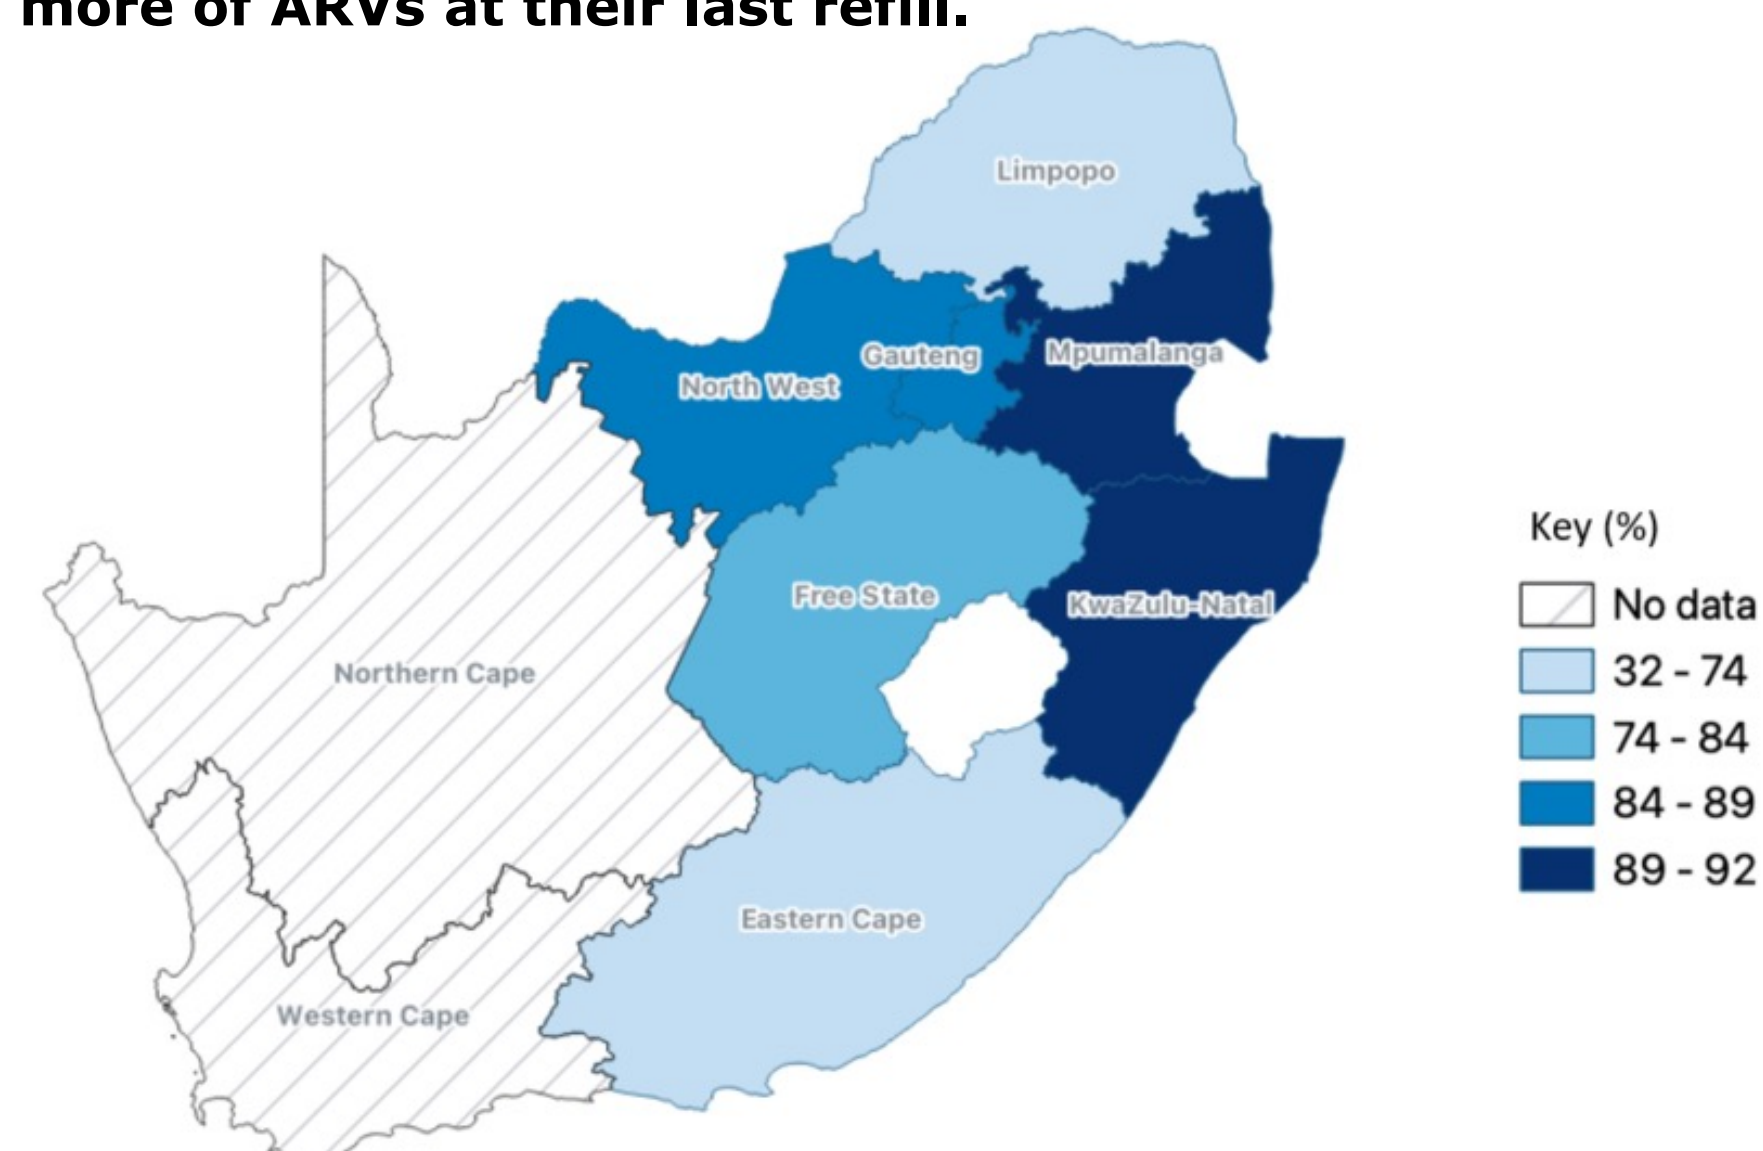 more of ARVs at their last refill.
Limpopo
Gauteng
Mpumalanga
North West
Free State
KwaZulu-Natal
Northern Cape
Eastern Cape
Western Cape
Key (%)
No data
32 - 74
74 - 84
84 - 89
89 - 92